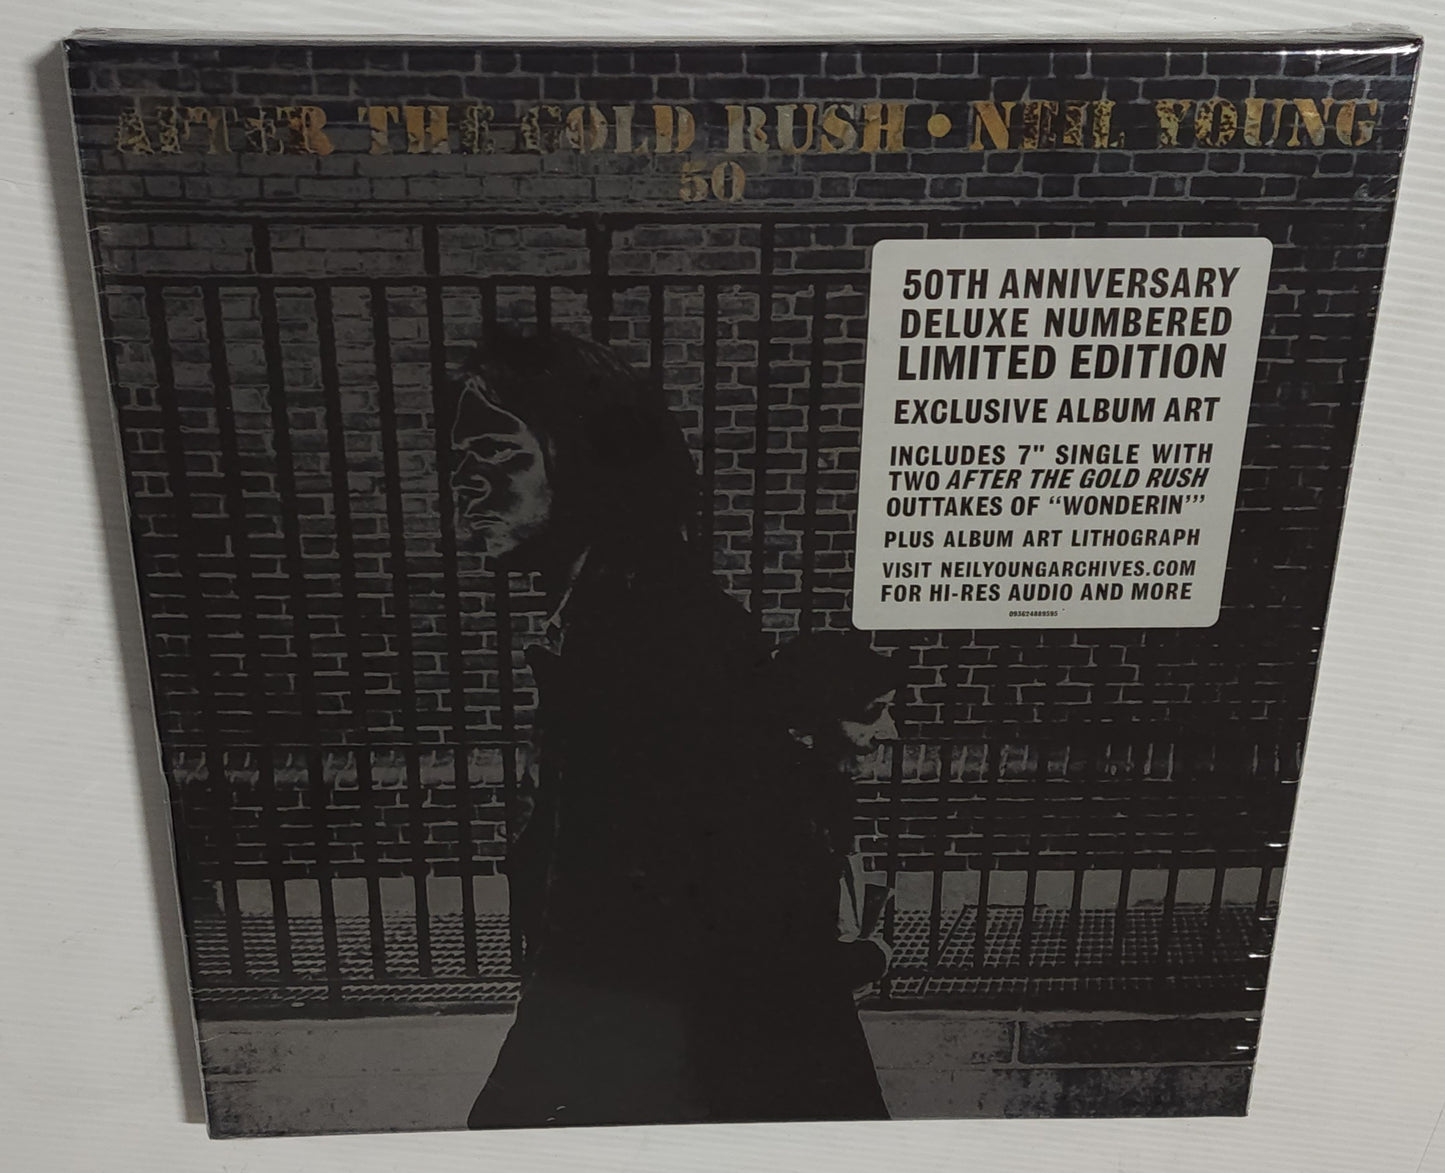 AFTER THE GOLD RUSH • NEIL YOUNG
50
50TH ANNIVERSARY
DELUXE NUMBERED
LIMITED EDITION
EXCLUSIVE ALBUM ART
INCLUDES 7" SINGLE WITH
TWO AFTER THE GOLD RUSH
OUTTAKES OF “WONDERIN’”
PLUS ALBUM ART LITHOGRAPH
VISIT NEILYOUNGARCHIVES.COM
FOR HI-RES AUDIO AND MORE
093624889595